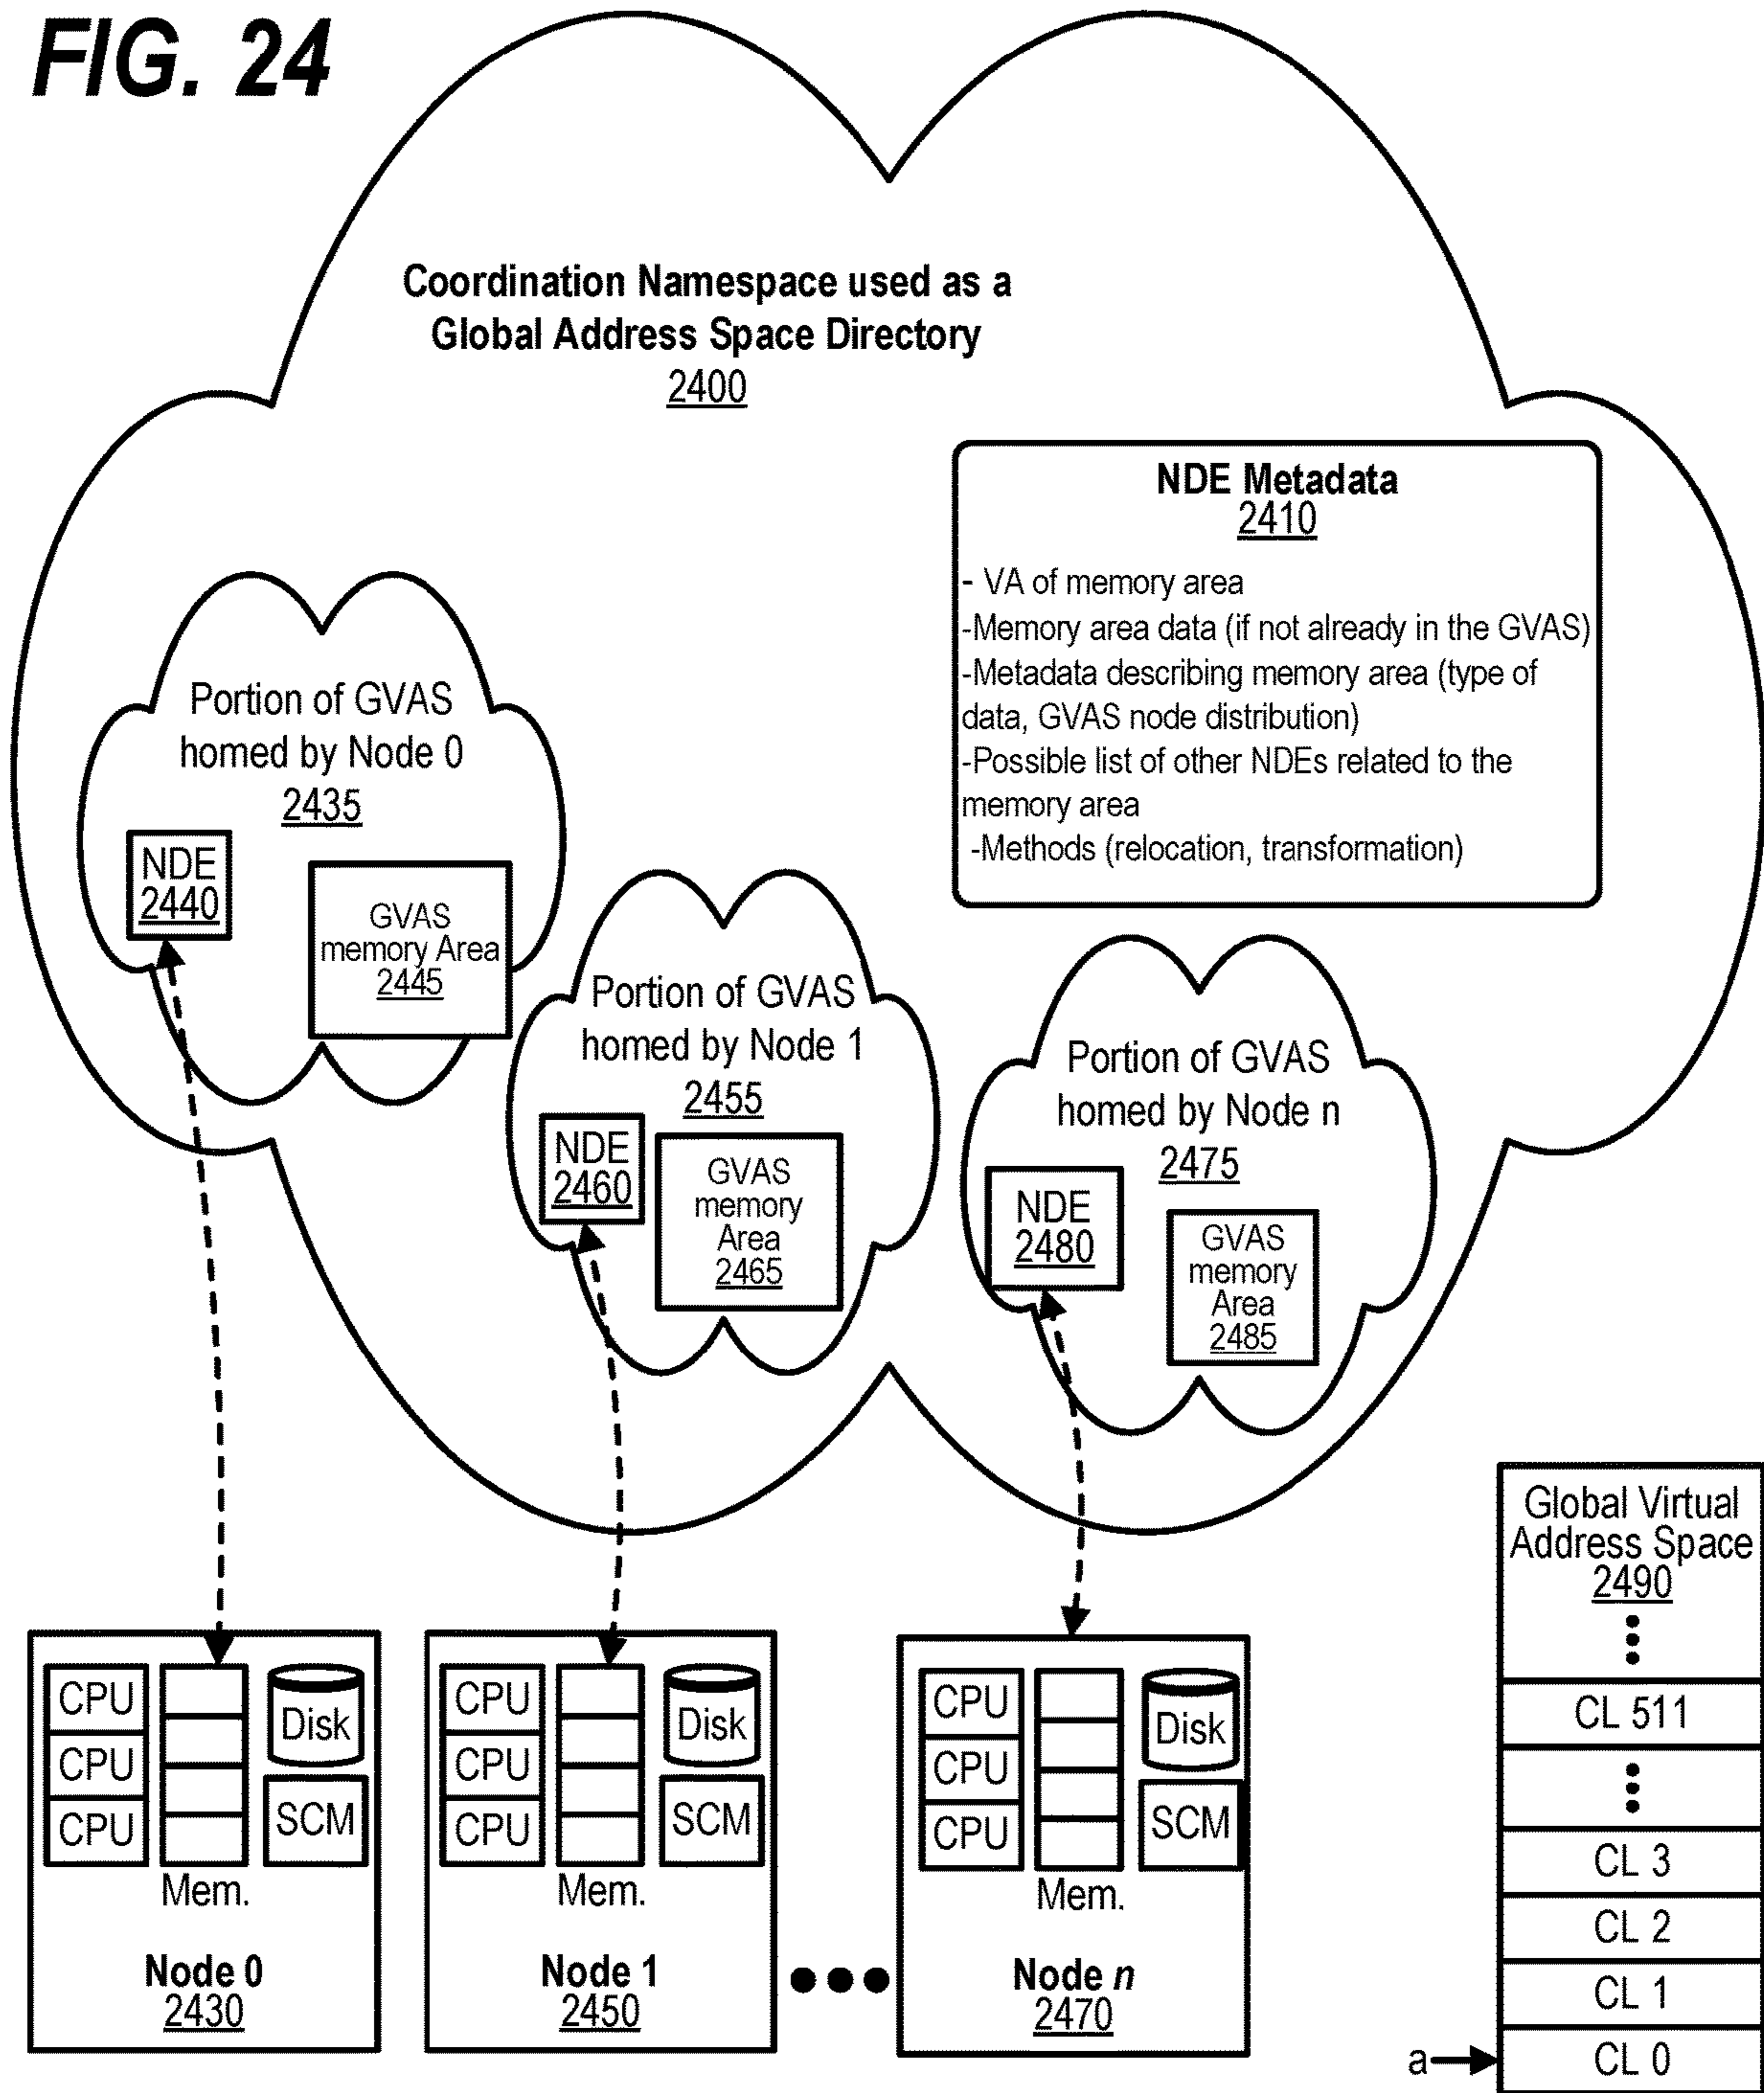 FIG. 24
Coordination Namespace used as a
Global Address Space Directory
2400
NDE Metadata
2410
- VA of memory area
-Memory area data (if not already in the GVAS)
-Metadata describing memory area (type of
data, GVAS node distribution)
-Possible list of other NDEs related to the
memory area
-Methods (relocation, transformation)
Portion of GVAS
homed by Node 0
2435
NDE
2440
GVAS
memory Area
2445
Portion of GVAS
homed by Node 1
2455
NDE
2460
GVAS
memory
Area
2465
Portion of GVAS
homed by Node n
2475
NDE
2480
GVAS
memory
Area
2485
CPU
CPU
CPU
Mem.
Disk
SCM
Node 0
2430
CPU
CPU
CPU
Mem.
Disk
SCM
Node 1
2450
CPU
CPU
CPU
Mem.
Disk
SCM
Node n
2470
Global Virtual
Address Space
2490
CL 511
CL 3
CL 2
CL 1
a
CL 0